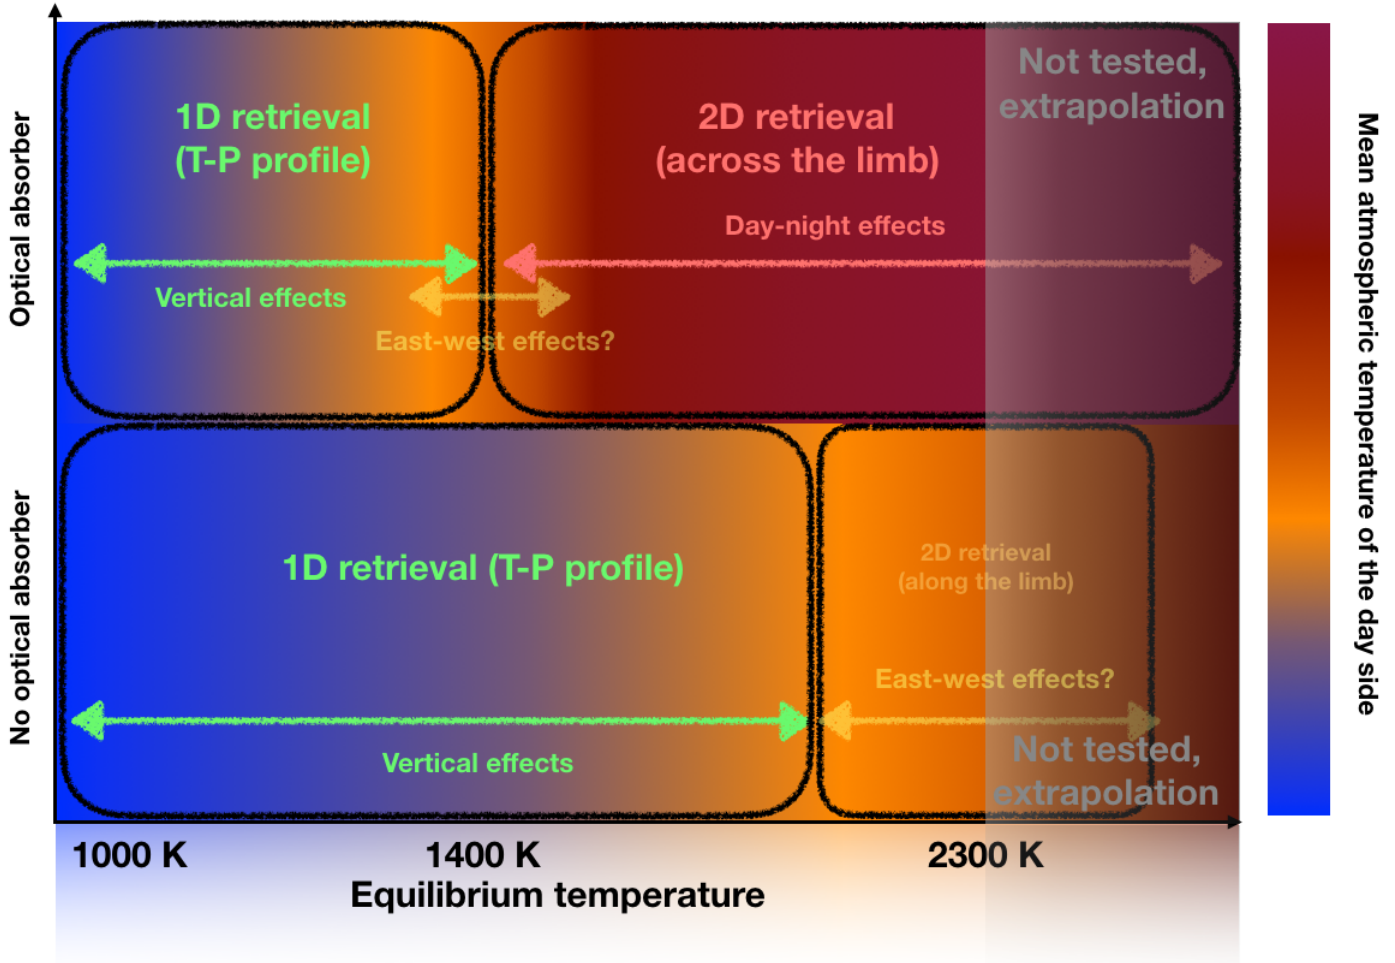 Optical absorber
1D retrieval
(T-P profile)
Vertical effects
East-west effects?
2D retrieval
(across the limb)
Day-night effects
Not tested,
extrapolation
No optical absorber
1D retrieval (T-P profile)
Vertical effects
2D retrieval
(along the limb)
East-west effects?
Not tested,
extrapolation
1000 K
1400 K
2300 K
Equilibrium temperature
Mean atmospheric temperature of the day side